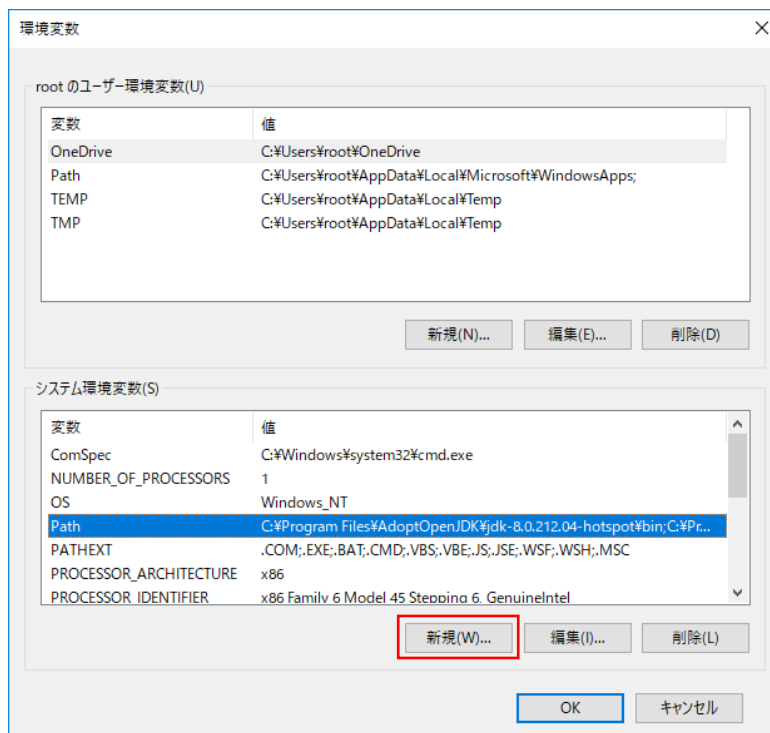 環境変数
root のユーザー環境変数(U)
変数 値
OneDrive C:¥Users¥root¥OneDrive
Path C:¥Users¥root¥AppData¥Local¥Microsoft¥WindowsApps;
TEMP C:¥Users¥root¥AppData¥Local¥Temp
TMP C:¥Users¥root¥AppData¥Local¥Temp
新規(N)... 編集(E)... 削除(D)
システム環境変数(S)
変数 値
ComSpec C:¥Windows¥system32¥cmd.exe
NUMBER_OF_PROCESSORS 1
OS Windows_NT
Path C:¥Program Files¥AdoptOpenJDK¥jdk-8.0.212.04-hotspot¥bin;C:¥Pr...
PATHEXT .COM;.EXE;.BAT;.CMD;.VBS;.VBE;.JS;.JSE;.WSF;.WSH;.MSC
PROCESSOR_ARCHITECTURE x86
PROCESSOR_IDENTIFIER x86 Family 6 Model 45 Stepping 6, GenuineIntel
新規(W)... 編集(I)... 削除(L)
OK キャンセル